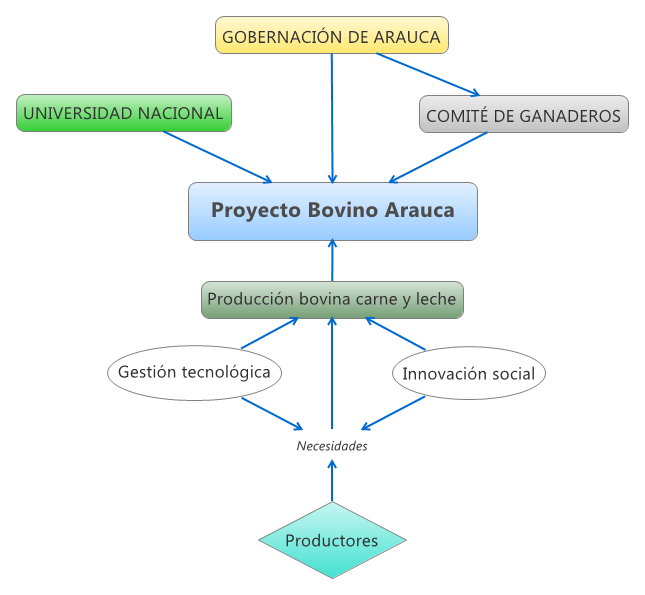 GOBERNACIÓN DE ARAUCA
UNIVERSIDAD NACIONAL
COMITÉ DE GANADEROS
Proyecto Bovino Arauca
Producción bovina carne y leche
Gestión tecnológica
Innovación social
Necesidades
Productores